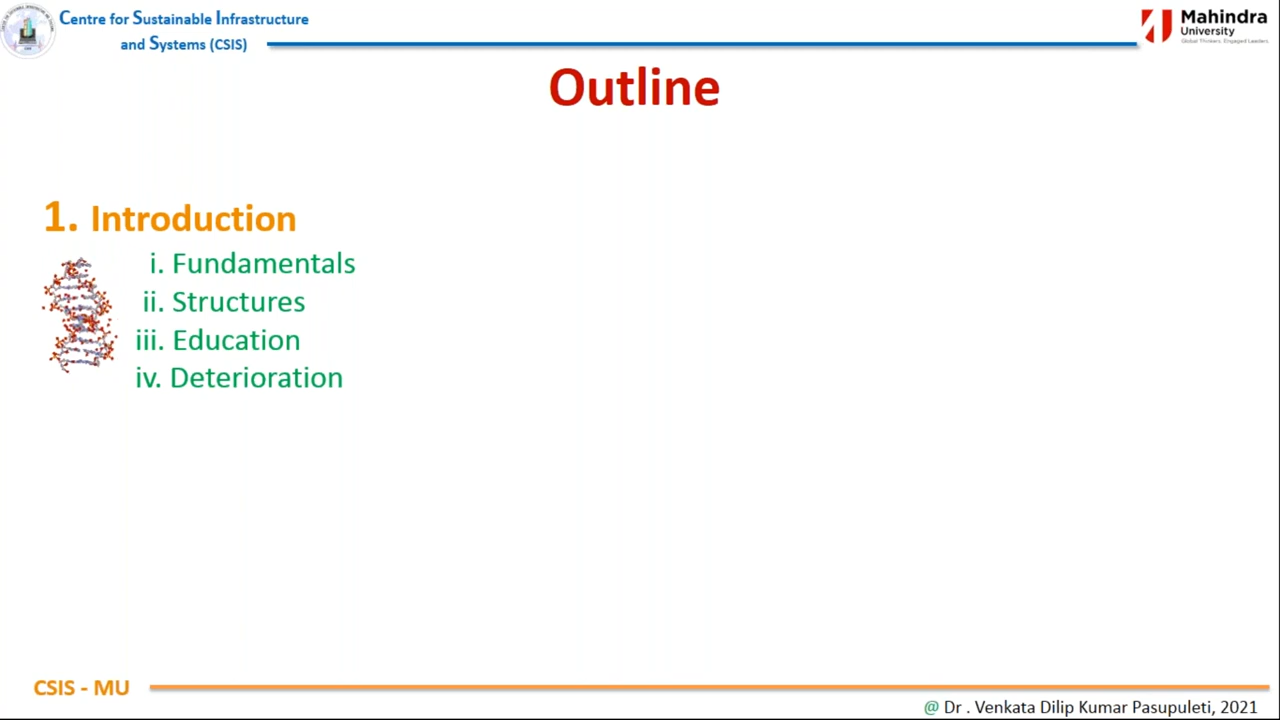 Centre for Sustainable Infrastructure
and Systems (CSIS)
Mahindra
University
Global Thinkers. Engaged Leaders
Outline
1. Introduction
i. Fundamentals
ii. Structures
iii. Education
iv. Deterioration
CSIS - MU
@ Dr . Venkata Dilip Kumar Pasupuleti, 2021